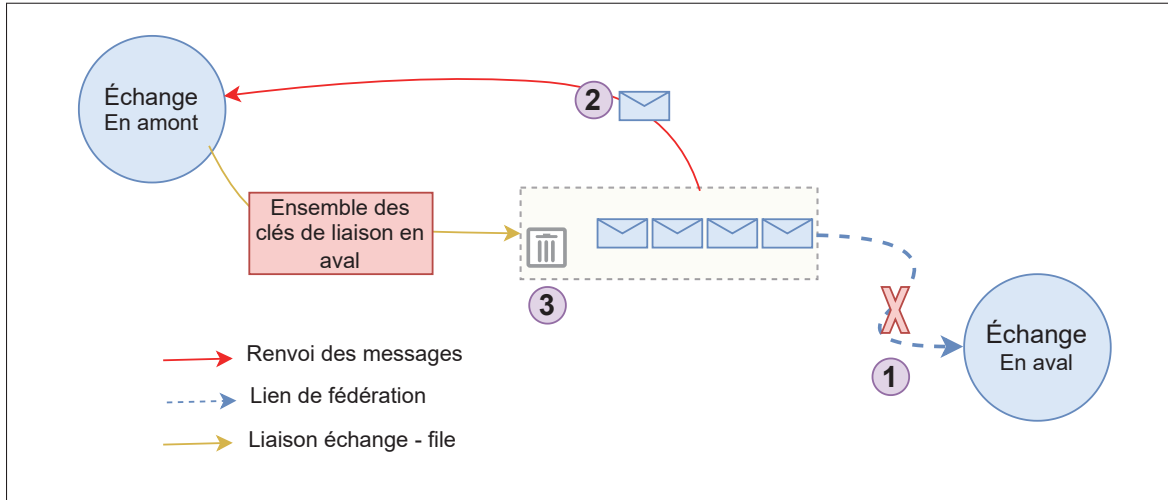 Échange
En amont
2
Ensemble des
clés de liaison en
aval
3
X
Échange
En aval
1
Renvoi des messages
Lien de fédération
Liaison échange - file